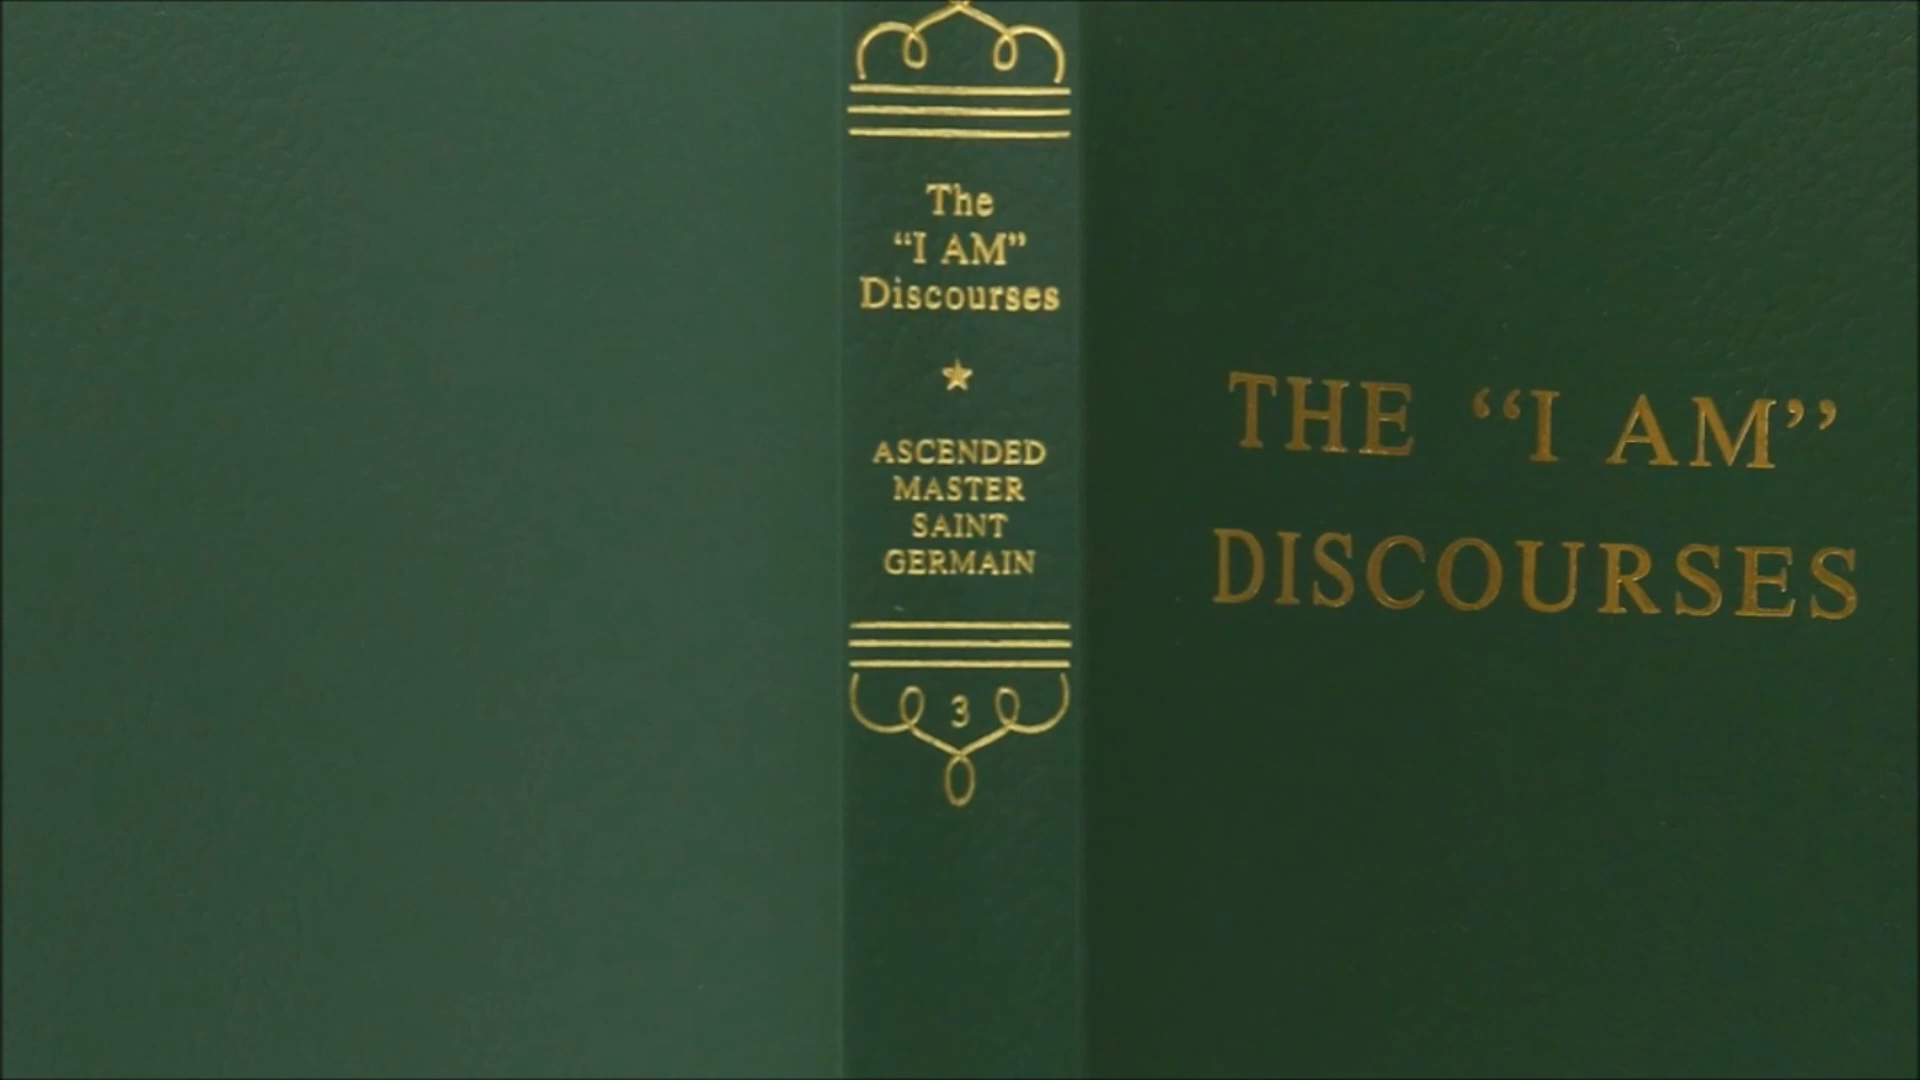 The
“I AM”
Discourses
ASCENDED
MASTER
SAINT
GERMAIN
3
THE “I AM”
DISCOURSES